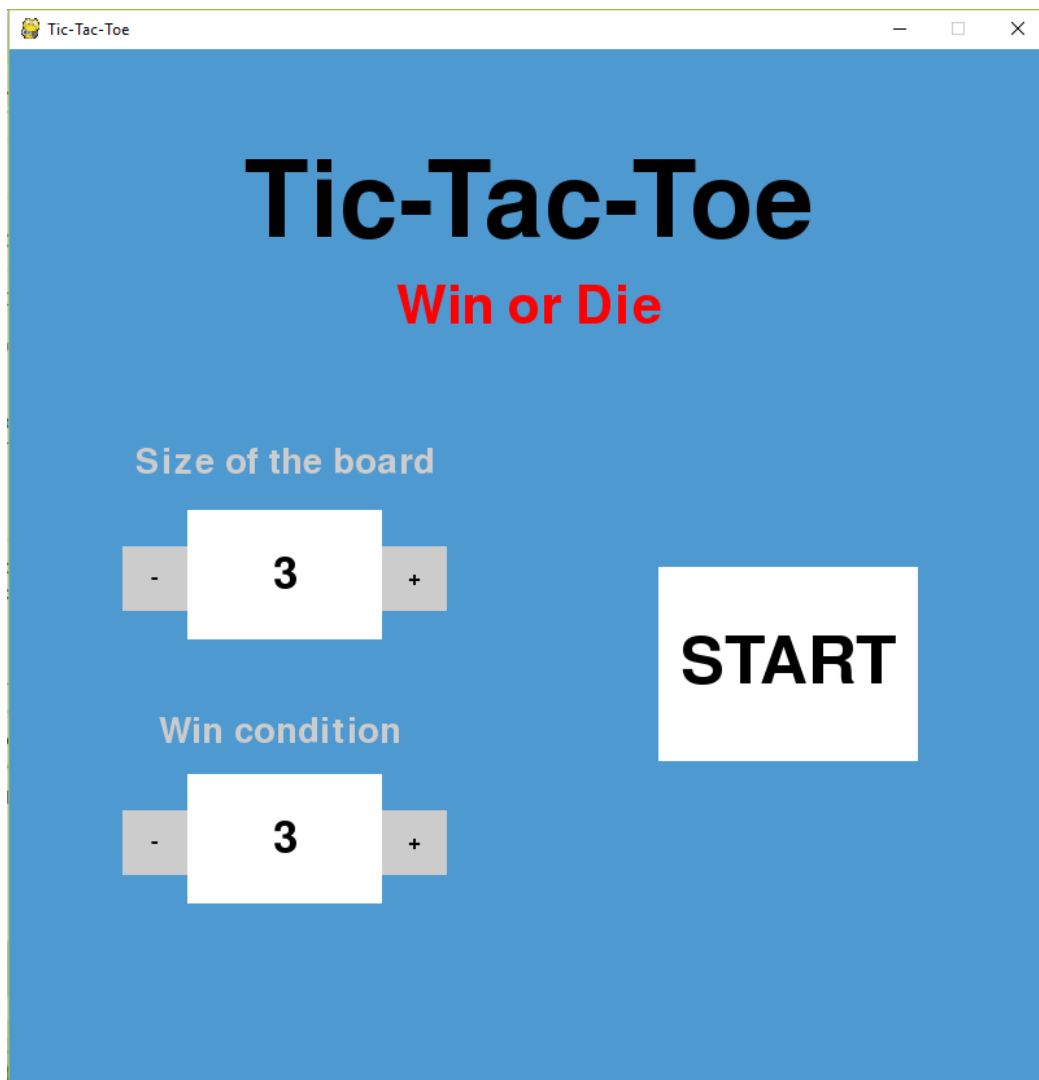 Tic-Tac-Toe
Tic-Tac-Toe
Win or Die
Size of the board
- 3 +
START
Win condition
- 3 +